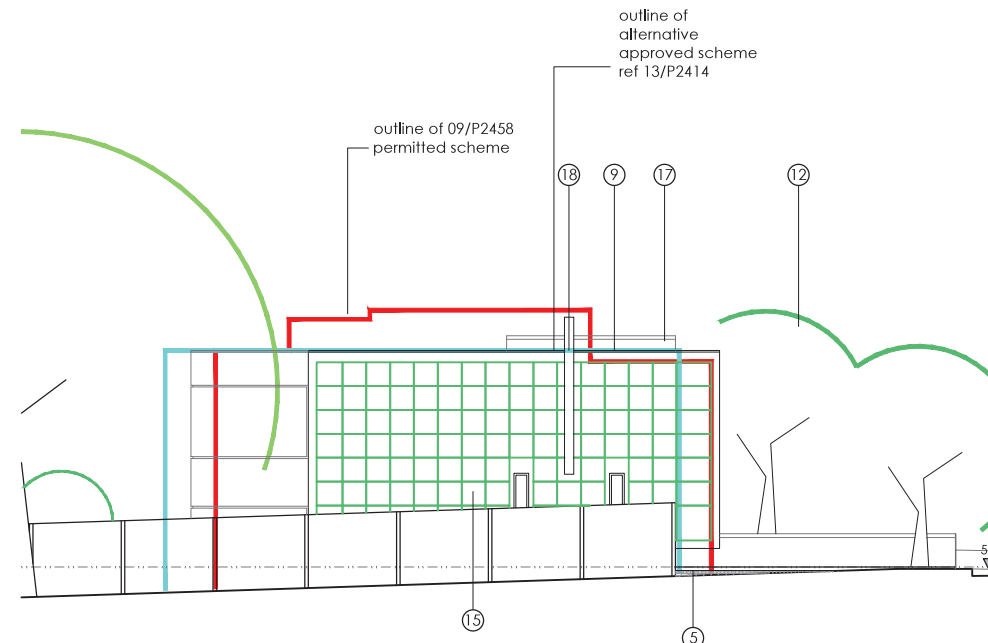 outline of
alternative
approved scheme
ref 13/P2414
outline of 09/P2458
permitted scheme
18
9
17
12
5
15
5